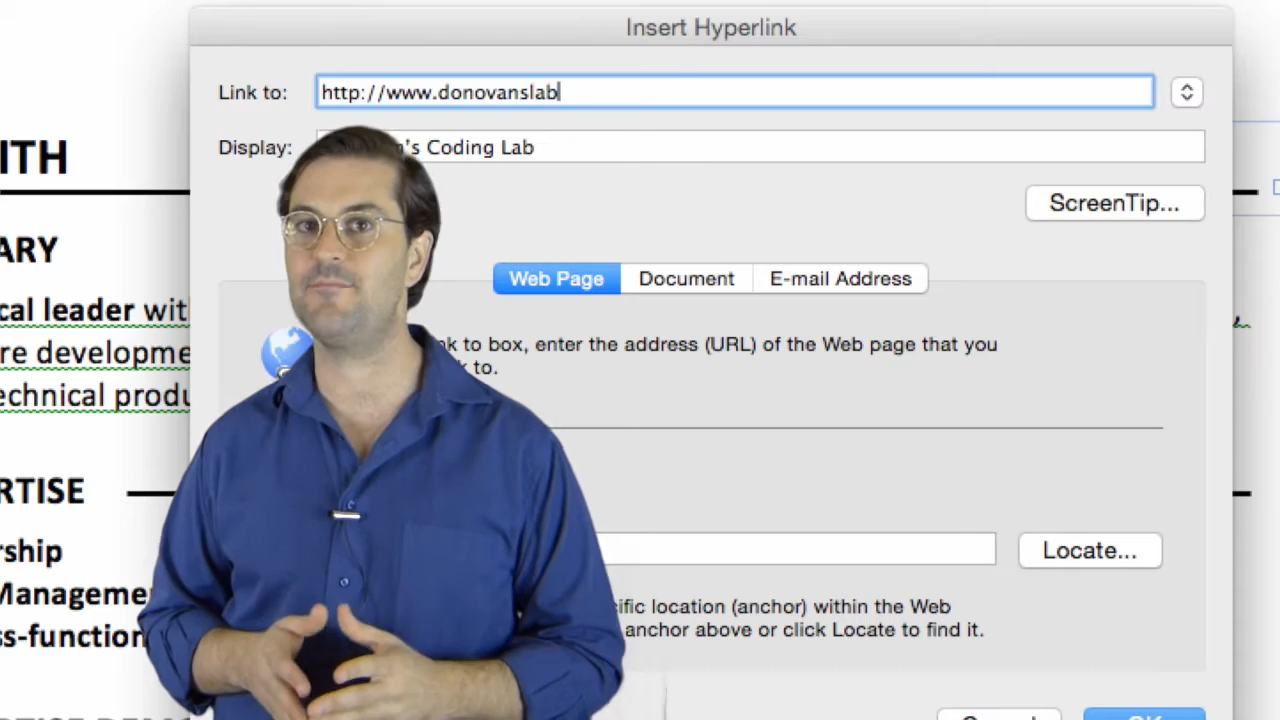 Insert Hyperlink
Link to: http://www.donovanslab
Display: 's Coding Lab
ScreenTip...
Web Page Document E-mail Address
to box, enter the address (URL) of the Web page that you
to.
Locate...
location (anchor) within the Web
anchor above or click Locate to find it.
ITH
ARY
cal leader wit
re developme
echnical produ
RTISE
rship
Manageme
ss-function